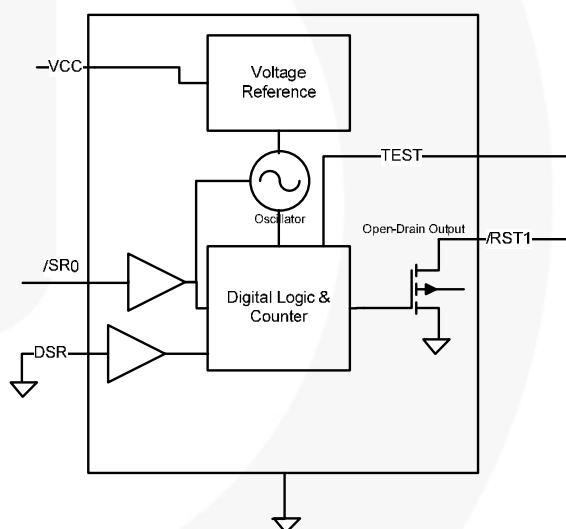 VCC
Voltage
Reference
TEST
Oscillator
Open-Drain Output
/RST1
/SR0
Digital Logic &
Counter
DSR